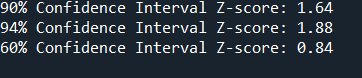 90% Confidence Interval Z-score: 1.64
94% Confidence Interval Z-score: 1.88
60% Confidence Interval Z-score: 0.84